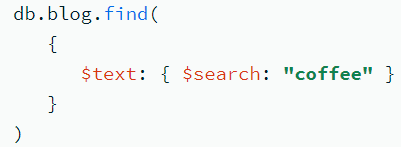 db.blog.find(
{
$text: { $search: "coffee" }
}
)